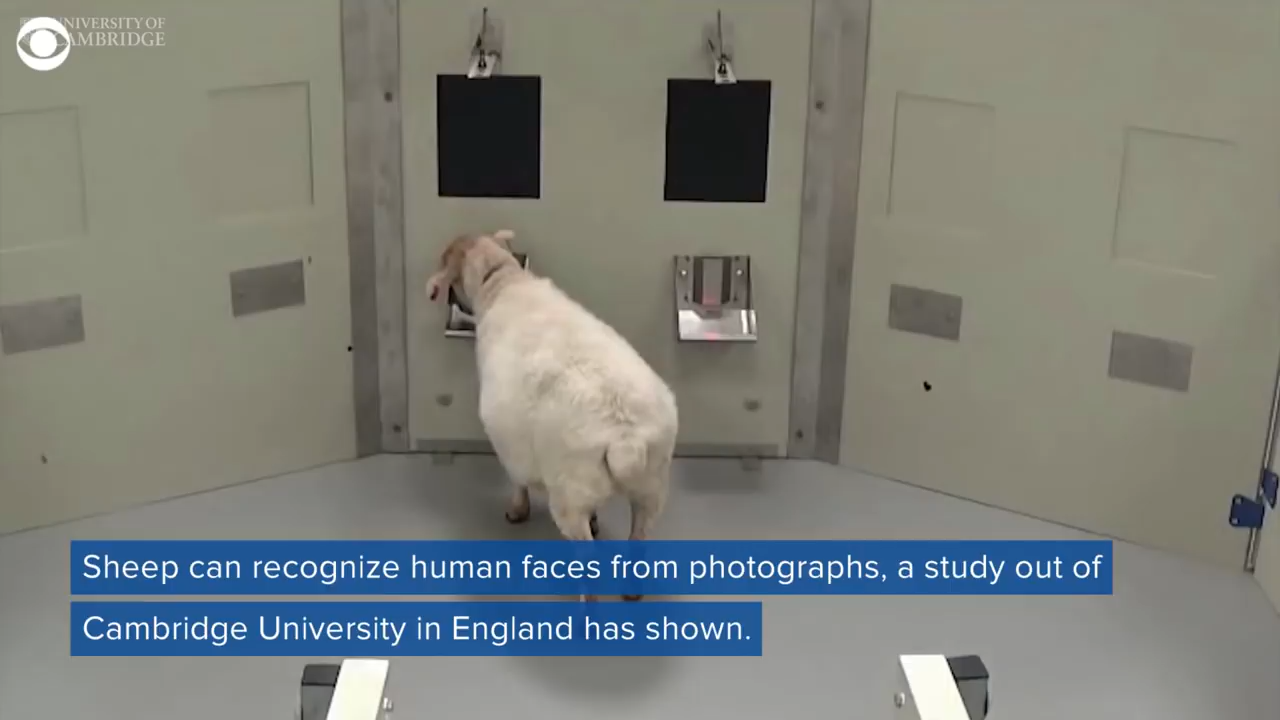 UNIVERSITY OF
CAMBRIDGE
Sheep can recognize human faces from photographs, a study out of
Cambridge University in England has shown.